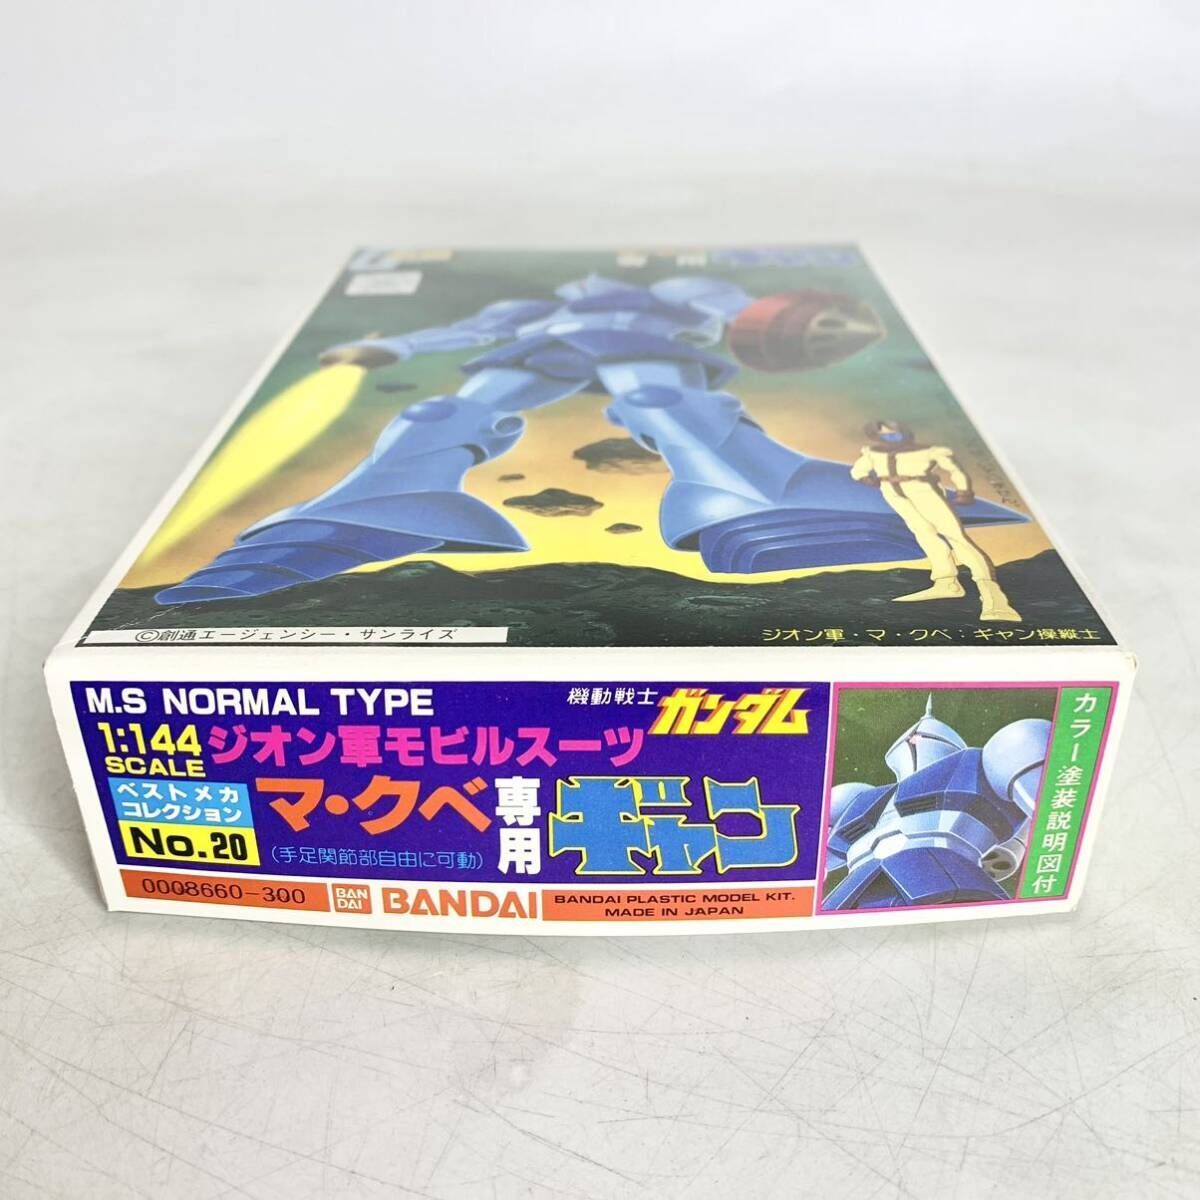 専用
©創通エージェンシー・サンライズ
ジオン軍・マ・クベ：ギャン操縦士
M.S NORMAL TYPE
機動戦士 ガンダム
1:144 SCALE
ジオン軍モビルスーツ
ベストメカ
コレクション
No.20
マ・クベ専用 ギャン
(手足関節部自由に可動)
0008660-300
BAN
DAI
BANDAI
BANDAI PLASTIC MODEL KIT.
MADE IN JAPAN
カラー塗装説明図付